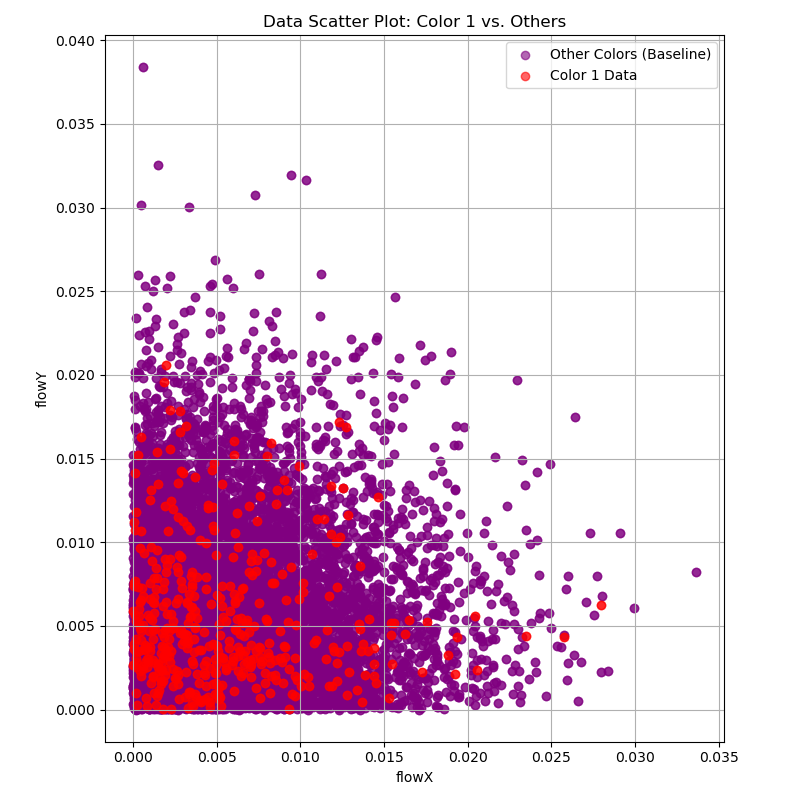 Data Scatter Plot: Color 1 vs. Others
Other Colors (Baseline)
Color 1 Data
0.040
0.035
0.030
0.025
0.020
0.015
0.010
0.005
0.000
flowY
0.000 0.005 0.010 0.015 0.020 0.025 0.030 0.035
flowX